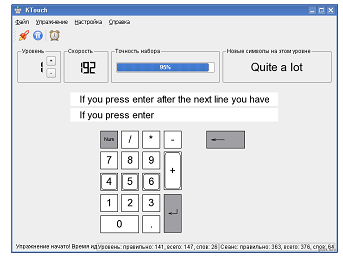 KTouch
Файл Упражнение Настройка Справка
Уровень Скорость Точность набора Новые символы на этом уровне
1 192 95% Quite a lot
If you press enter after the next line you have
If you press enter
Num / * -
7 8 9 +
4 5 6
1 2 3
0 .
Упражнение начато! Время ид Уровень: правильно: 141, всего: 147, слов: 26 Сеанс: правильно: 363, всего: 376, слов: 64